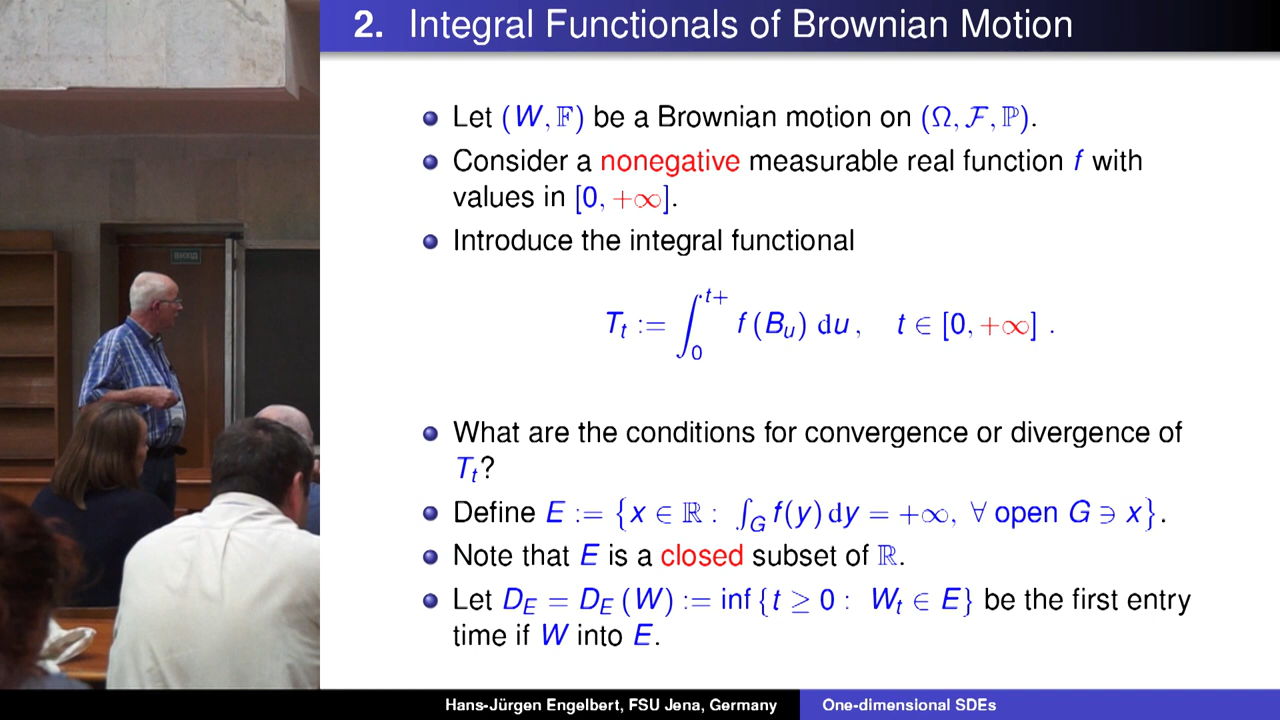 2. Integral Functionals of Brownian Motion
Let (W, 𝔽) be a Brownian motion on (Ω, ℱ, ℙ).
Consider a nonegative measurable real function f with
values in [0, +∞].
Introduce the integral functional
T_t := ∫_0^{t+} f (B_u) du , t ∈ [0, +∞] .
What are the conditions for convergence or divergence of
T_t?
Define E := {x ∈ ℝ : ∫_G f(y) dy = +∞, ∀ open G ∋ x}.
Note that E is a closed subset of ℝ.
Let D_E = D_E (W) := inf {t ≥ 0 : W_t ∈ E} be the first entry
time if W into E.
ВИХОД
Hans-Jürgen Engelbert, FSU Jena, Germany
One-dimensional SDEs